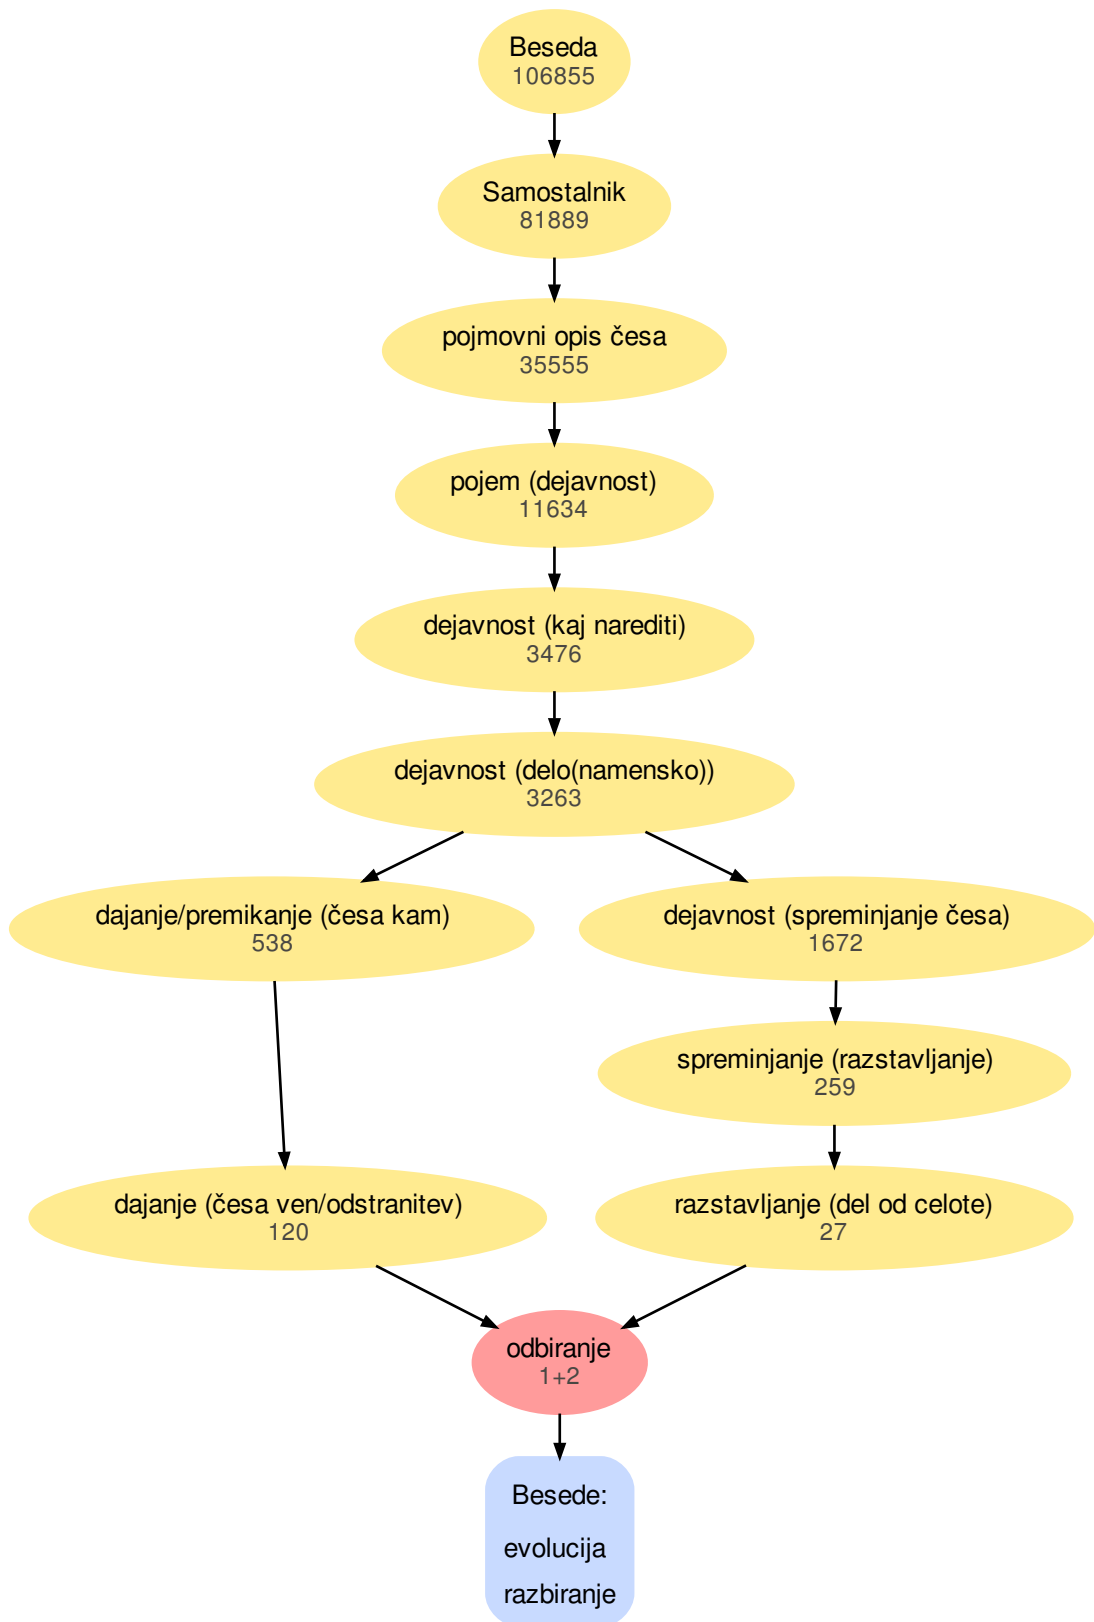 Beseda
106855
Samostalnik
81889
pojmovni opis česa
35555
pojem (dejavnost)
11634
dejavnost (kaj narediti)
3476
dejavnost (delo(namensko))
3263
dajanje/premikanje (česa kam)
538
dejavnost (spreminjanje česa)
1672
spreminjanje (razstavljanje)
259
dajanje (česa ven/odstranitev)
120
razstavljanje (del od celote)
27
odbiranje
1+2
Besede:
evolucija
razbiranje